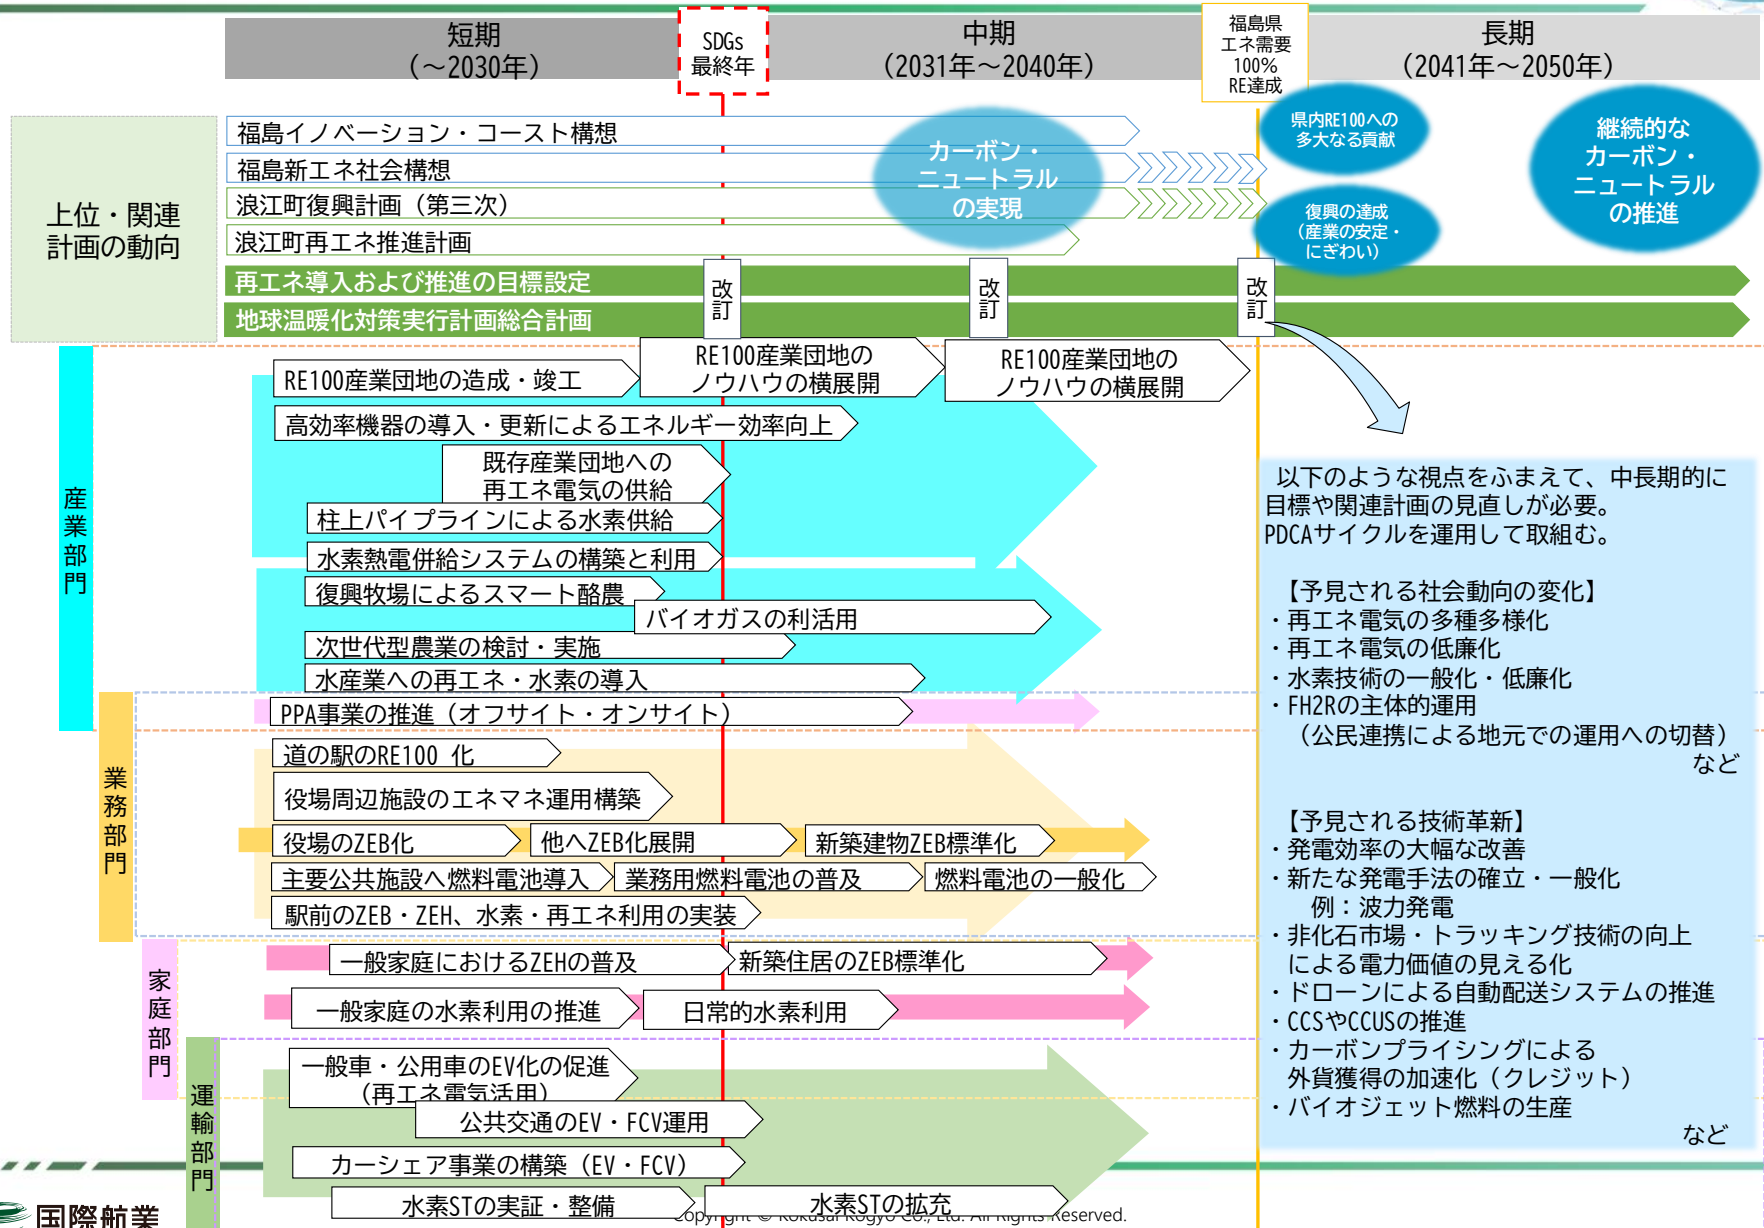 短期
（～2030年）
SDGs
最終年
中期
（2031年～2040年）
福島県
エネ需要
100%
RE達成
長期
（2041年～2050年）
上位・関連
計画の動向
福島イノベーション・コースト構想
福島新エネ社会構想
浪江町復興計画（第三次）
浪江町再エネ推進計画
カーボン・
ニュートラル
の実現
県内RE100への
多大なる貢献
復興の達成
（産業の安定・
にぎわい）
継続的な
カーボン・
ニュートラル
の推進
再エネ導入および推進の目標設定
地球温暖化対策実行計画総合計画
改訂
改訂
改訂
産業部門
RE100産業団地の造成・竣工
RE100産業団地の
ノウハウの横展開
RE100産業団地の
ノウハウの横展開
高効率機器の導入・更新によるエネルギー効率向上
既存産業団地への
再エネ電気の供給
柱上パイプラインによる水素供給
水素熱電併給システムの構築と利用
復興牧場によるスマート酪農
バイオガスの利活用
次世代型農業の検討・実施
水産業への再エネ・水素の導入
PPA事業の推進（オフサイト・オンサイト）
業務部門
道の駅のRE100 化
役場周辺施設のエネマネ運用構築
役場のZEB化
他へZEB化展開
新築建物ZEB標準化
主要公共施設へ燃料電池導入
業務用燃料電池の普及
燃料電池の一般化
駅前のZEB・ZEH、水素・再エネ利用の実装
家庭部門
一般家庭におけるZEHの普及
新築住居のZEB標準化
一般家庭の水素利用の推進
日常的水素利用
運輸部門
一般車・公用車のEV化の促進
（再エネ電気活用）
公共交通のEV・FCV運用
カーシェア事業の構築（EV・FCV）
水素STの実証・整備
水素STの拡充
以下のような視点をふまえて、中長期的に
目標や関連計画の見直しが必要。
PDCAサイクルを運用して取組む。
【予見される社会動向の変化】
・再エネ電気の多種多様化
・再エネ電気の低廉化
・水素技術の一般化・低廉化
・FH2Rの主体的運用
（公民連携による地元での運用への切替）
など
【予見される技術革新】
・発電効率の大幅な改善
・新たな発電手法の確立・一般化
例：波力発電
・非化石市場・トラッキング技術の向上
による電力価値の見える化
・ドローンによる自動配送システムの推進
・CCSやCCUSの推進
・カーボンプライシングによる
外貨獲得の加速化（クレジット）
・バイオジェット燃料の生産
など
国際航業
Copyright © Kokusai Kogyo Co., Ltd. All Rights Reserved.